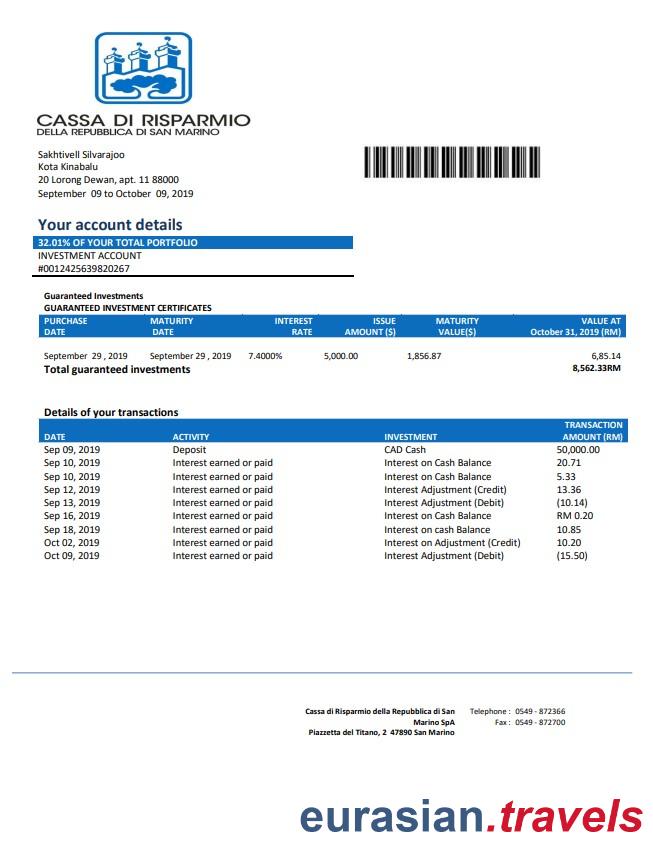 CASSA DI RISPARMIO
DELLA REPUBBLICA DI SAN MARINO
Sakhtivell Silvarajoo
Kota Kinabalu
20 Lorong Dewan, apt. 11 88000
September 09 to October 09, 2019
Your account details
32.01% OF YOUR TOTAL PORTFOLIO
INVESTMENT ACCOUNT
#0012425639820267
Guaranteed Investments
GUARANTEED INVESTMENT CERTIFICATES
PURCHASE MATURITY INTEREST ISSUE MATURITY VALUE AT
DATE DATE RATE AMOUNT ($) VALUE($) October 31, 2019 (RM)
September 29 , 2019 September 29 , 2019 7.4000% 5,000.00 1,856.87 6,85.14
Total guaranteed investments 8,562.33RM
Details of your transactions
TRANSACTION
DATE ACTIVITY INVESTMENT AMOUNT (RM)
Sep 09, 2019 Deposit CAD Cash 50,000.00
Sep 10, 2019 Interest earned or paid Interest on Cash Balance 20.71
Sep 10, 2019 Interest earned or paid Interest on Cash Balance 5.33
Sep 12, 2019 Interest earned or paid Interest Adjustment (Credit) 13.36
Sep 13, 2019 Interest earned or paid Interest Adjustment (Debit) (10.14)
Sep 16, 2019 Interest earned or paid Interest on Cash Balance RM 0.20
Sep 18, 2019 Interest earned or paid Interest on cash Balance 10.85
Oct 02, 2019 Interest earned or paid Interest on Adjustment (Credit) 10.20
Oct 09, 2019 Interest earned or paid Interest Adjustment (Debit) (15.50)
Cassa di Risparmio della Repubblica di San Telephone : 0549 - 872366
Marino SpA Fax : 0549 - 872700
Piazzetta del Titano, 2 47890 San Marino
eurasian.travels